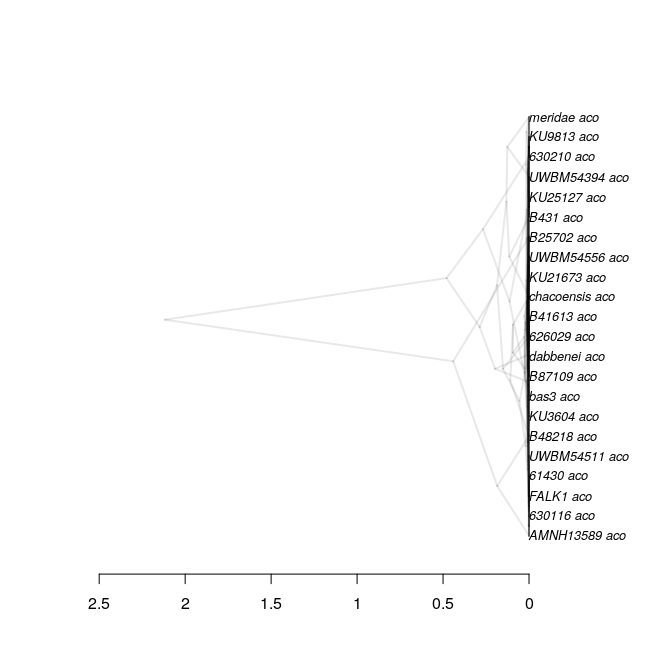 meridae aco
KU9813 aco
630210 aco
UWBM54394 aco
KU25127 aco
B431 aco
B25702 aco
UWBM54556 aco
KU21673 aco
chacoensis aco
B41613 aco
626029 aco
dabbenei aco
B87109 aco
bas3 aco
KU3604 aco
B48218 aco
UWBM54511 aco
61430 aco
FALK1 aco
630116 aco
AMNH13589 aco
2.5 2 1.5 1 0.5 0